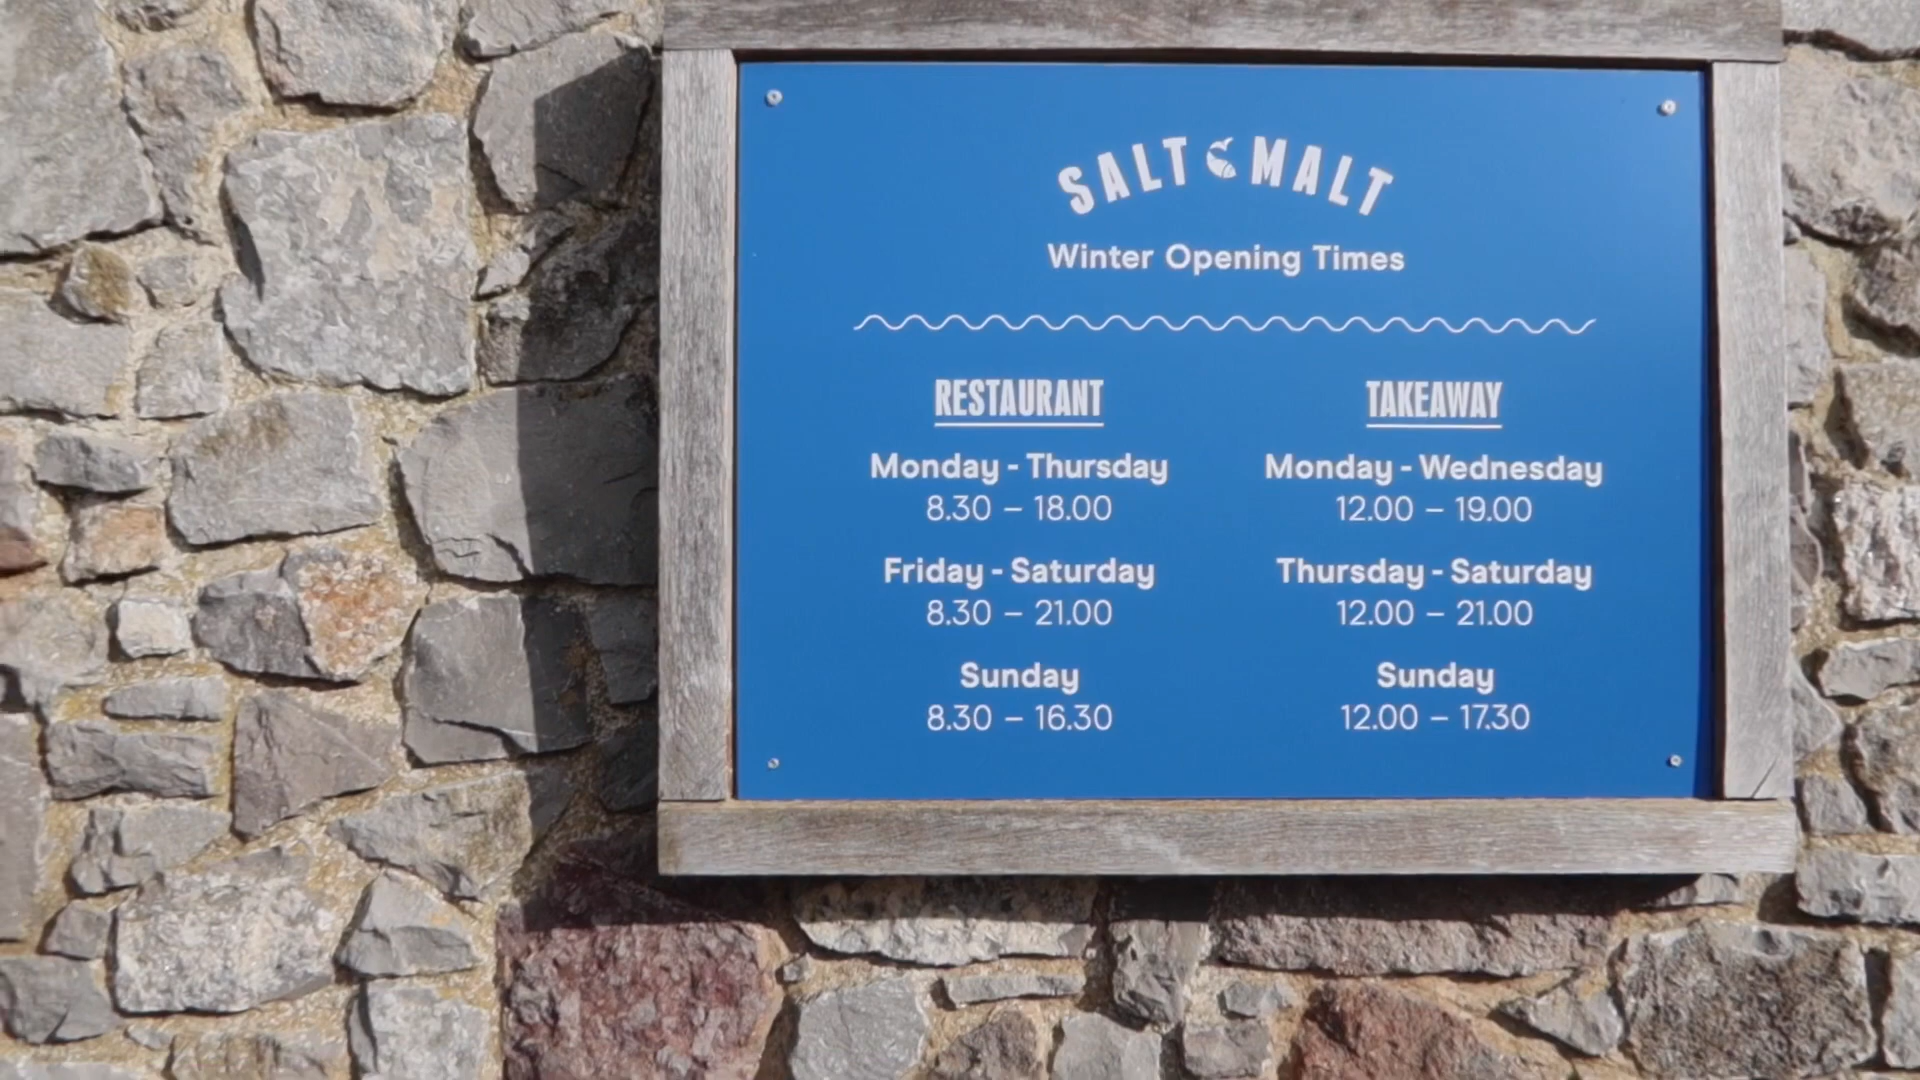 SALT & MALT
Winter Opening Times
RESTAURANT
Monday - Thursday
8.30 – 18.00
Friday - Saturday
8.30 – 21.00
Sunday
8.30 – 16.30
TAKEAWAY
Monday - Wednesday
12.00 – 19.00
Thursday - Saturday
12.00 – 21.00
Sunday
12.00 – 17.30